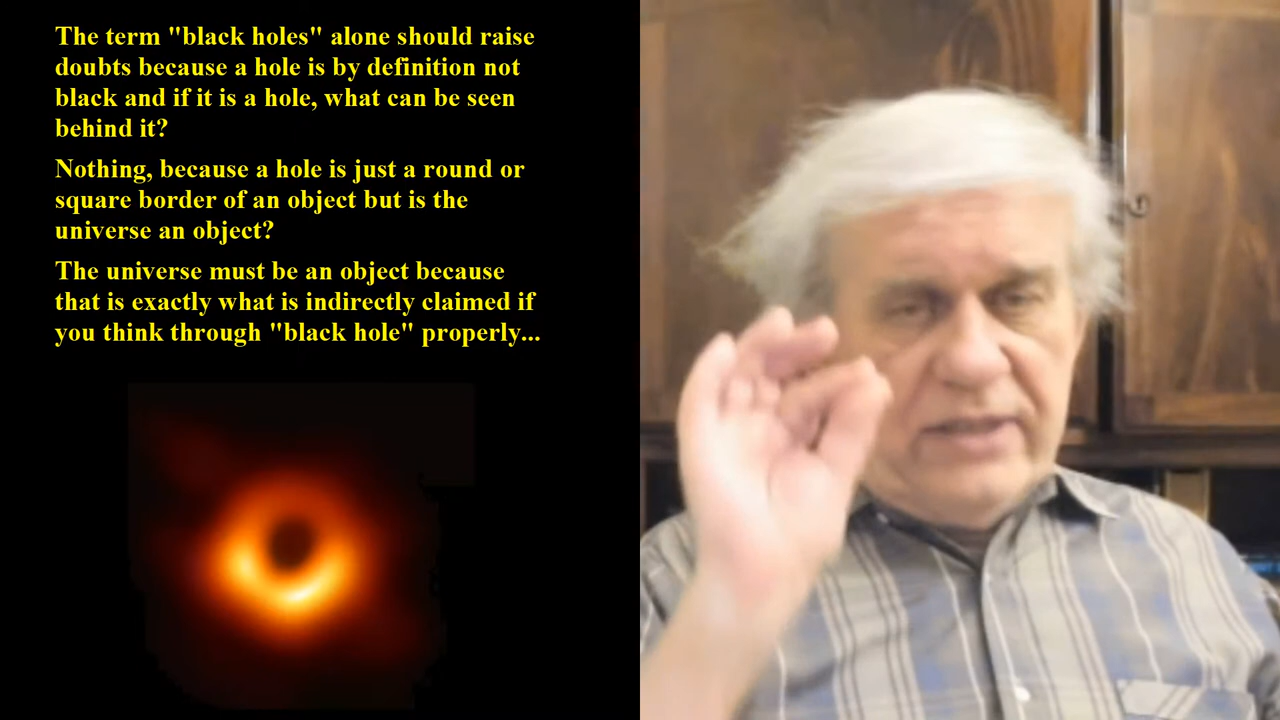 The term "black holes" alone should raise
doubts because a hole is by definition not
black and if it is a hole, what can be seen
behind it?
Nothing, because a hole is just a round or
square border of an object but is the
universe an object?
The universe must be an object because
that is exactly what is indirectly claimed if
you think through "black hole" properly...